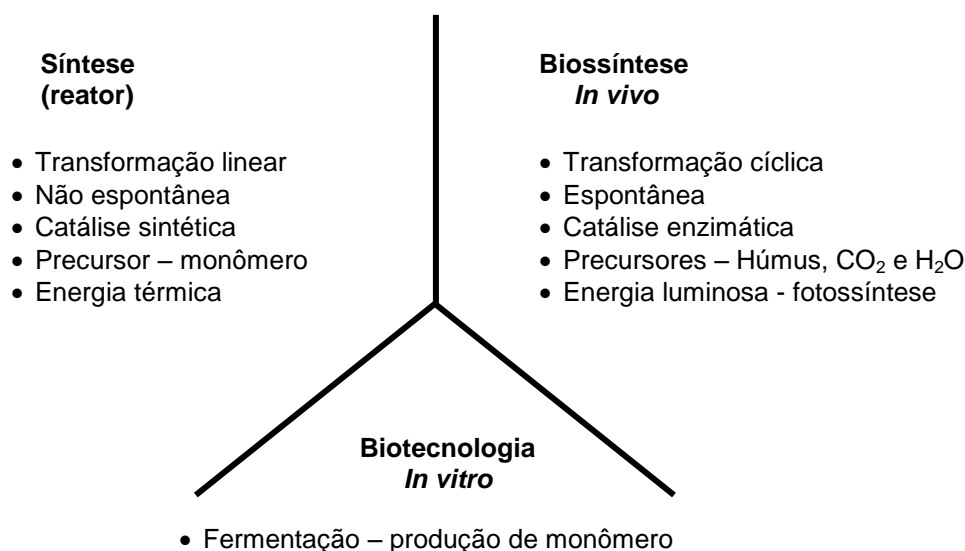 Síntese
(reator)
• Transformação linear
• Não espontânea
• Catálise sintética
• Precursor – monômero
• Energia térmica
Biossíntese
In vivo
• Transformação cíclica
• Espontânea
• Catálise enzimática
• Precursores – Húmus, CO₂ e H₂O
• Energia luminosa - fotossíntese
Biotecnologia
In vitro
• Fermentação – produção de monômero